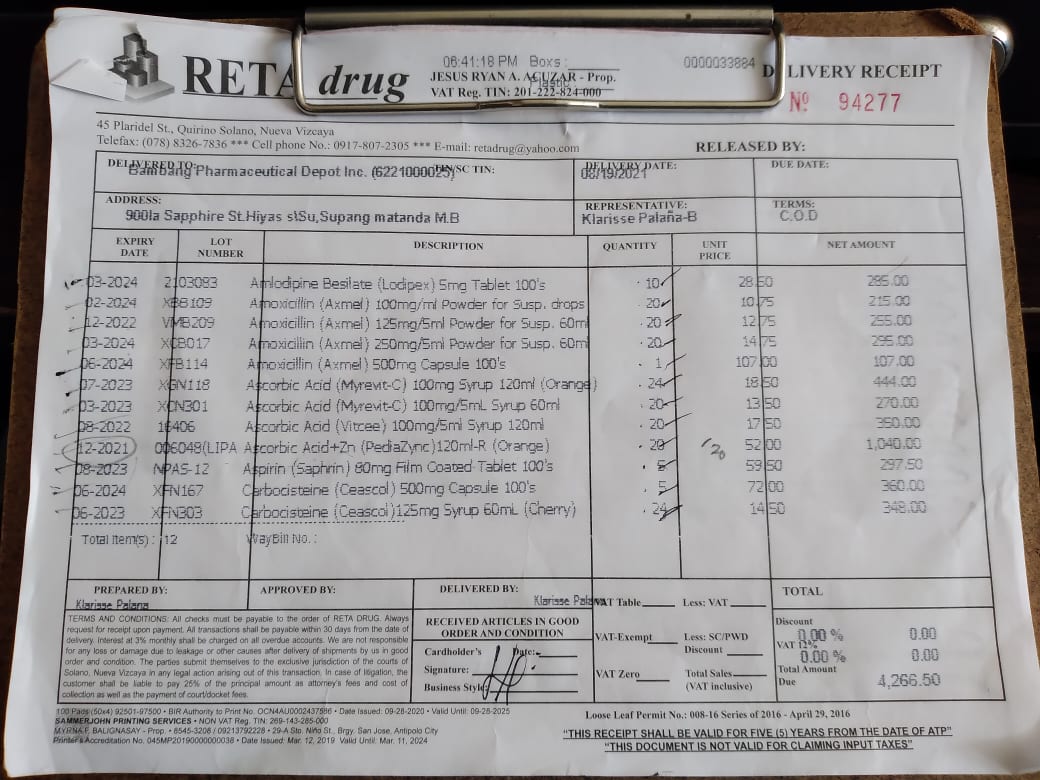 RETA drug
06:41:18 PM Boxs :
0000033884
JESUS RYAN A. AGUZAR - Prop.
Plastic
VAT Reg. TIN: 201-222-824-000
DELIVERY RECEIPT
Nº 94277
45 Plaridel St., Quirino Solano, Nueva Vizcaya
Telefax: (078) 8326-7836 *** Cell phone No.: 0917-807-2305 *** E-mail: retadrug@yahoo.com
RELEASED BY:
DELIVERED TO: Bambang Pharmaceutical Depot Inc. (6221000025) TIN/SC TIN:
DELIVERY DATE: 08/19/2021
DUE DATE:
ADDRESS: 900Ia Sapphire St.Hiyas s\Su,Supang matanda M.B
REPRESENTATIVE: Klarisse Palaña-B
TERMS: C.O.D
EXPIRY DATE LOT NUMBER DESCRIPTION QUANTITY UNIT PRICE NET AMOUNT
03-2024 2103083 Amlodipine Besilate (Lodipex) 5mg Tablet 100's 10 28.50 285.00
02-2024 XBB109 Amoxicillin (Axmel) 100mg/ml Powder for Susp. drops 20 10.75 215.00
12-2022 VMB209 Amoxicillin (Axmel) 125mg/5ml Powder for Susp. 60ml 20 12.75 255.00
03-2024 XCB017 Amoxicillin (Axmel) 250mg/5ml Powder for Susp. 60ml 20 14.75 295.00
06-2024 XFB114 Amoxicillin (Axmel) 500mg Capsule 100's 1 107.00 107.00
07-2023 XGN118 Ascorbic Acid (Myrevit-C) 100mg Syrup 120ml (Orange) 24 18.50 444.00
03-2023 XCN301 Ascorbic Acid (Myrevit-C) 100mg/5mL Syrup 60ml 20 13.50 270.00
08-2022 16406 Ascorbic Acid (Vitcee) 100mg/5ml Syrup 120ml 20 17.50 350.00
12-2021 006048(LIPA Ascorbic Acid+Zn (PediaZync)120ml-R (Orange) 20 52.00 1,040.00
08-2023 NPAS-12 Aspirin (Saphrin) 80mg Film Coated Tablet 100's 5 59.50 297.50
06-2024 XFN167 Carbocisteine (Ceascol) 500mg Capsule 100's 5 72.00 360.00
06-2023 XFN303 Carbocisteine (Ceascol)125mg Syrup 60mL (Cherry) 24 14.50 348.00
Total Item(s) : 12 WayBill No.:
PREPARED BY: Klarisse Palana
APPROVED BY:
DELIVERED BY: Klarisse Palana
VAT Table Less: VAT
TOTAL
TERMS AND CONDITIONS: All checks must be payable to the order of RETA DRUG. Always
request for receipt upon payment. All transactions shall be payable within 30 days from the date of
delivery. Interest at 3% monthly shall be charged on all overdue accounts. We are not responsible
for any loss or damage due to leakage or other causes after delivery of shipments by us in good
order and condition. The parties submit themselves to the exclusive jurisdiction of the courts of
Solano, Nueva Vizcaya in any legal action arising out of this transaction. In case of litigation, the
customer shall be liable to pay 25% of the principal amount as attorney's fees and cost of
collection as well as the payment of court/docket fees.
RECEIVED ARTICLES IN GOOD
ORDER AND CONDITION
Cardholder's Date:
Signature:
Business Style
VAT-Exempt Less: SC/PWD Discount
VAT Zero Total Sales (VAT inclusive)
Discount 0.00 % 0.00
VAT 12% 0.00 % 0.00
Total Amount Due 4,266.50
100 Pads (50x4) 92501-97500 • BIR Authority to Print No. OCN4AU0002437586 • Date Issued: 09-28-2020 • Valid Until: 09-28-2025
SAMMERJOHN PRINTING SERVICES • NON VAT Reg. TIN: 269-143-285-000
MYRNA F. BALIGNASAY - Prop. • 8545-3208 / 09213792228 • 29-A Sto. Niño St., Brgy. San Jose, Antipolo City
Printer's Accreditation No. 045MP20190000000038 • Date Issued: Mar. 12, 2019 Valid Until: Mar. 11, 2024
Loose Leaf Permit No.: 008-16 Series of 2016 - April 29, 2016
"THIS RECEIPT SHALL BE VALID FOR FIVE (5) YEARS FROM THE DATE OF ATP"
"THIS DOCUMENT IS NOT VALID FOR CLAIMING INPUT TAXES"